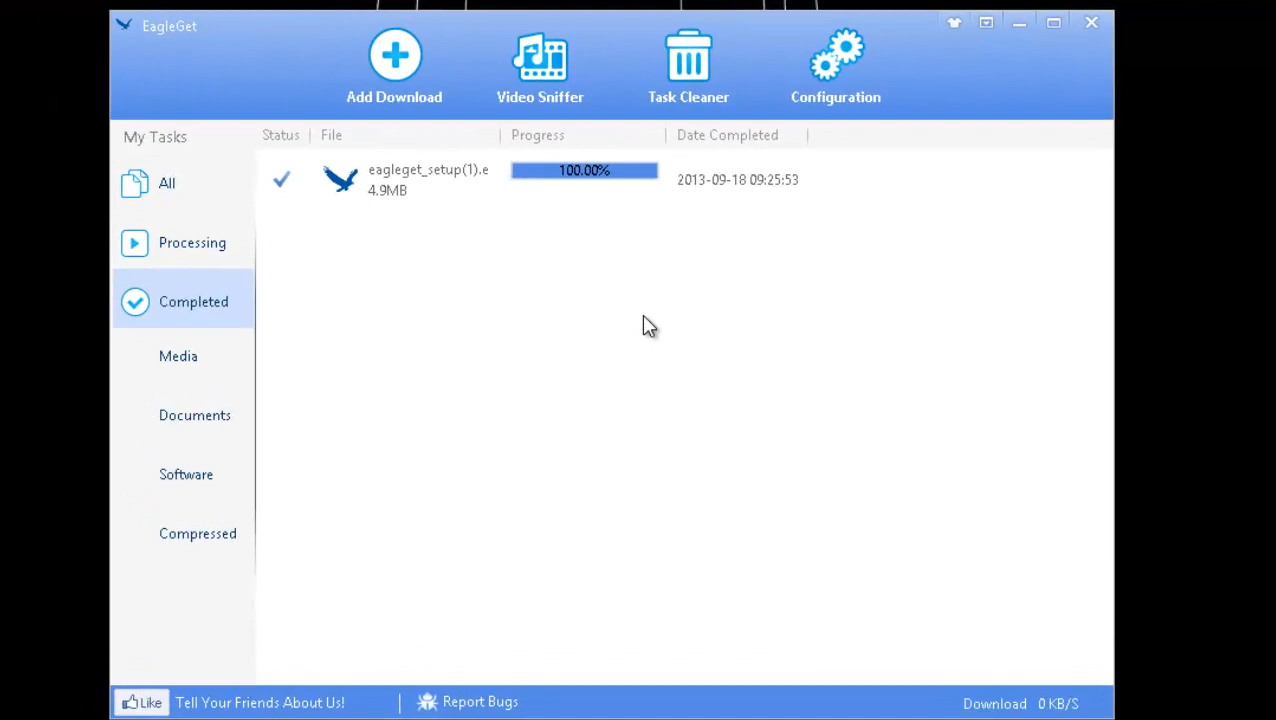 EagleGet
Add Download Video Sniffer Task Cleaner Configuration
My Tasks Status File Progress Date Completed
All
eagleget_setup(1).e 100.00% 2013-09-18 09:25:53
4.9MB
Processing
Completed
Media
Documents
Software
Compressed
Like Tell Your Friends About Us! Report Bugs Download 0 KB/S